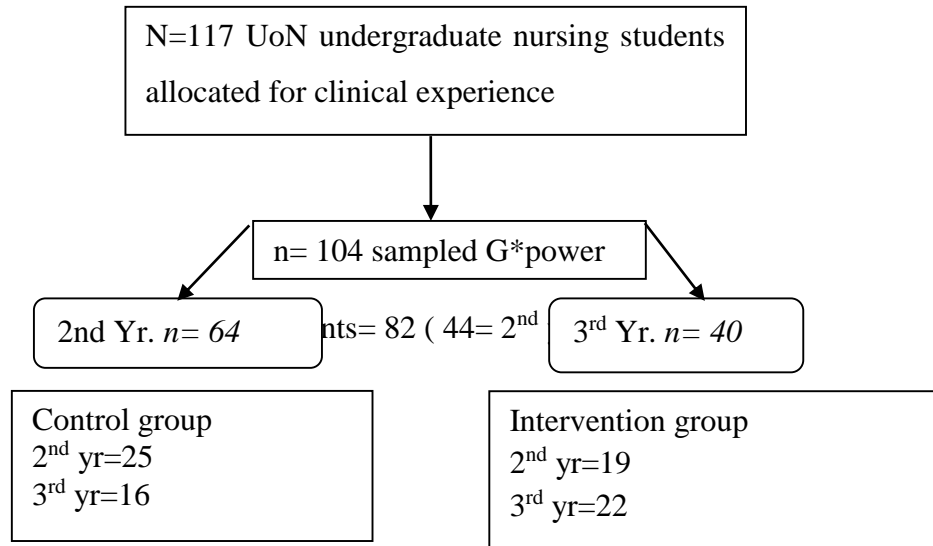 N=117 UoN undergraduate nursing students
allocated for clinical experience
n= 104 sampled G*power
2nd Yr. n= 64
nts= 82 ( 44= 2nd
3rd Yr. n= 40
Control group
2nd yr=25
3rd yr=16
Intervention group
2nd yr=19
3rd yr=22